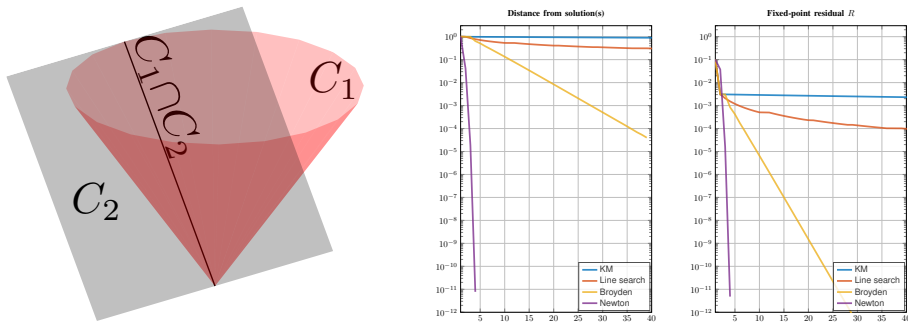 C₁
C₁∩C₂
C₂
Distance from solution(s)
10⁰
10⁻¹
10⁻²
10⁻³
10⁻⁴
10⁻⁵
10⁻⁶
10⁻⁷
10⁻⁸
10⁻⁹
10⁻¹⁰
10⁻¹¹
10⁻¹²
5 10 15 20 25 30 35 40
KM
Line search
Broyden
Newton
Fixed-point residual R
10⁰
10⁻¹
10⁻²
10⁻³
10⁻⁴
10⁻⁵
10⁻⁶
10⁻⁷
10⁻⁸
10⁻⁹
10⁻¹⁰
10⁻¹¹
10⁻¹²
5 10 15 20 25 30 35 40
KM
Line search
Broyden
Newton